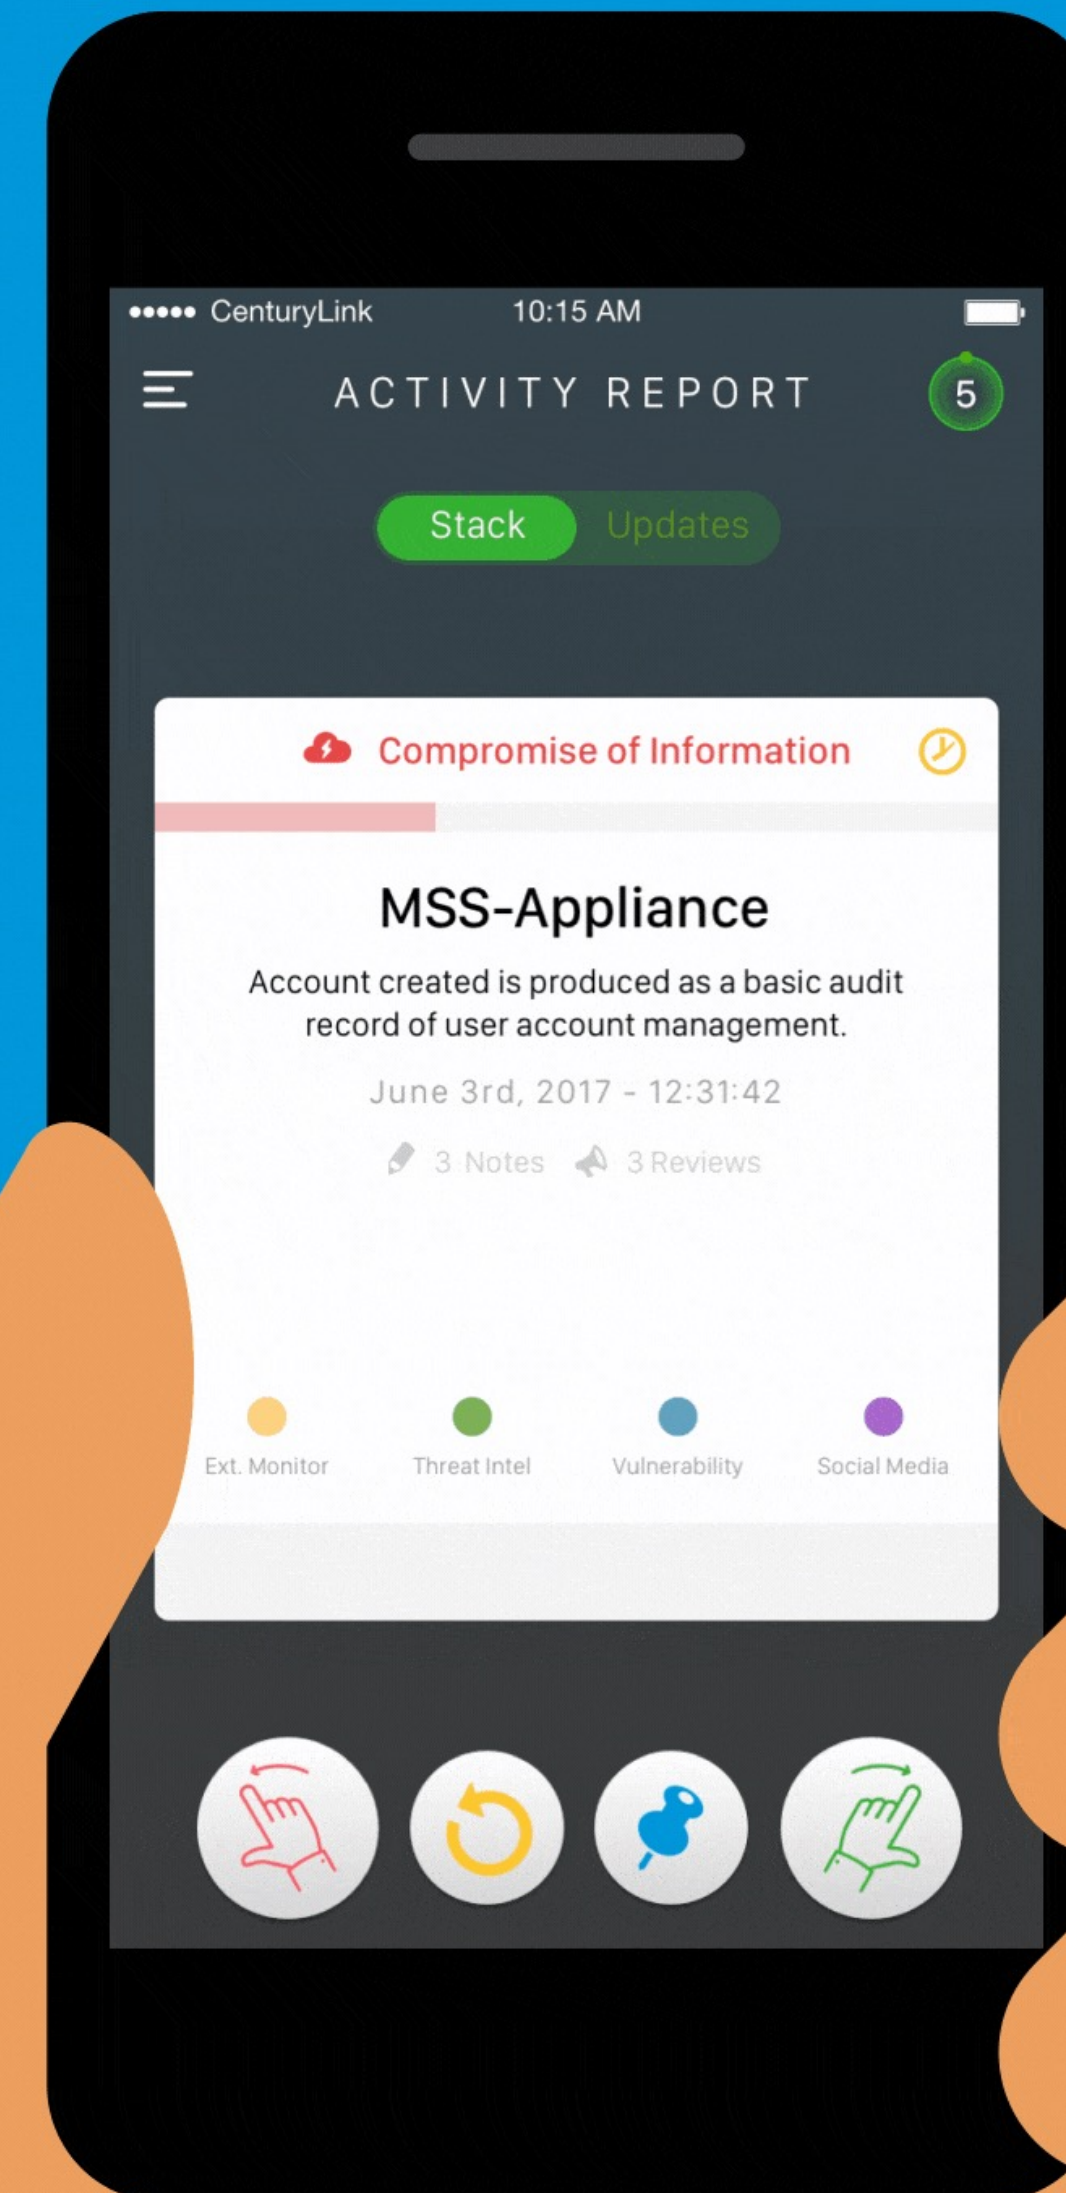 CenturyLink 10:15 AM
ACTIVITY REPORT 5
Stack Updates
Compromise of Information
MSS-Appliance
Account created is produced as a basic audit
record of user account management.
June 3rd, 2017 - 12:31:42
3 Notes 3 Reviews
Ext. Monitor Threat Intel Vulnerability Social Media